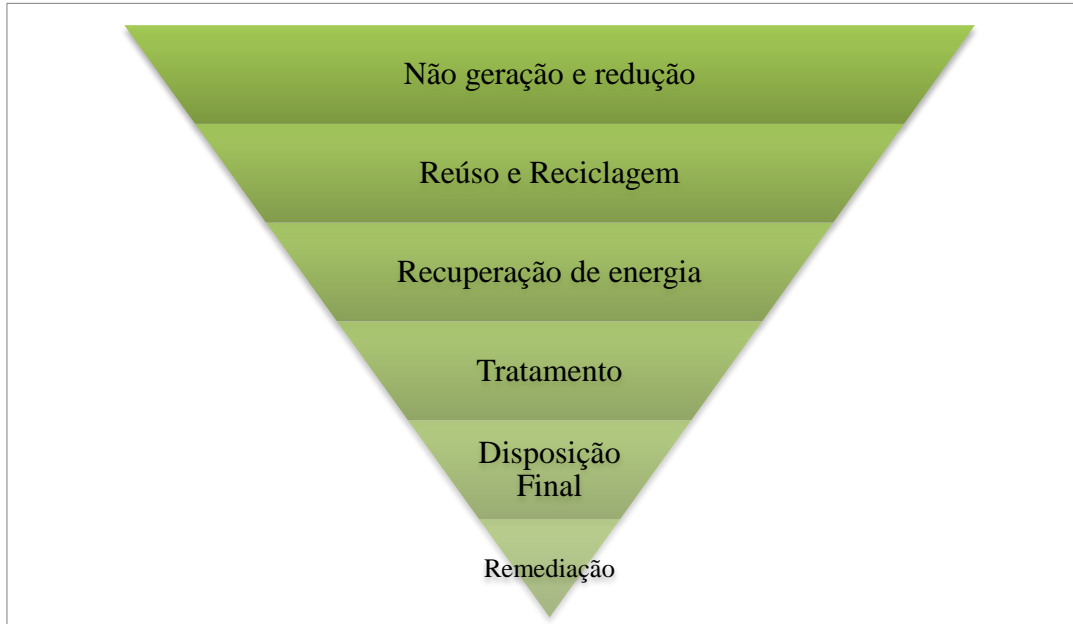 Não geração e redução
Reúso e Reciclagem
Recuperação de energia
Tratamento
Disposição
Final
Remediação